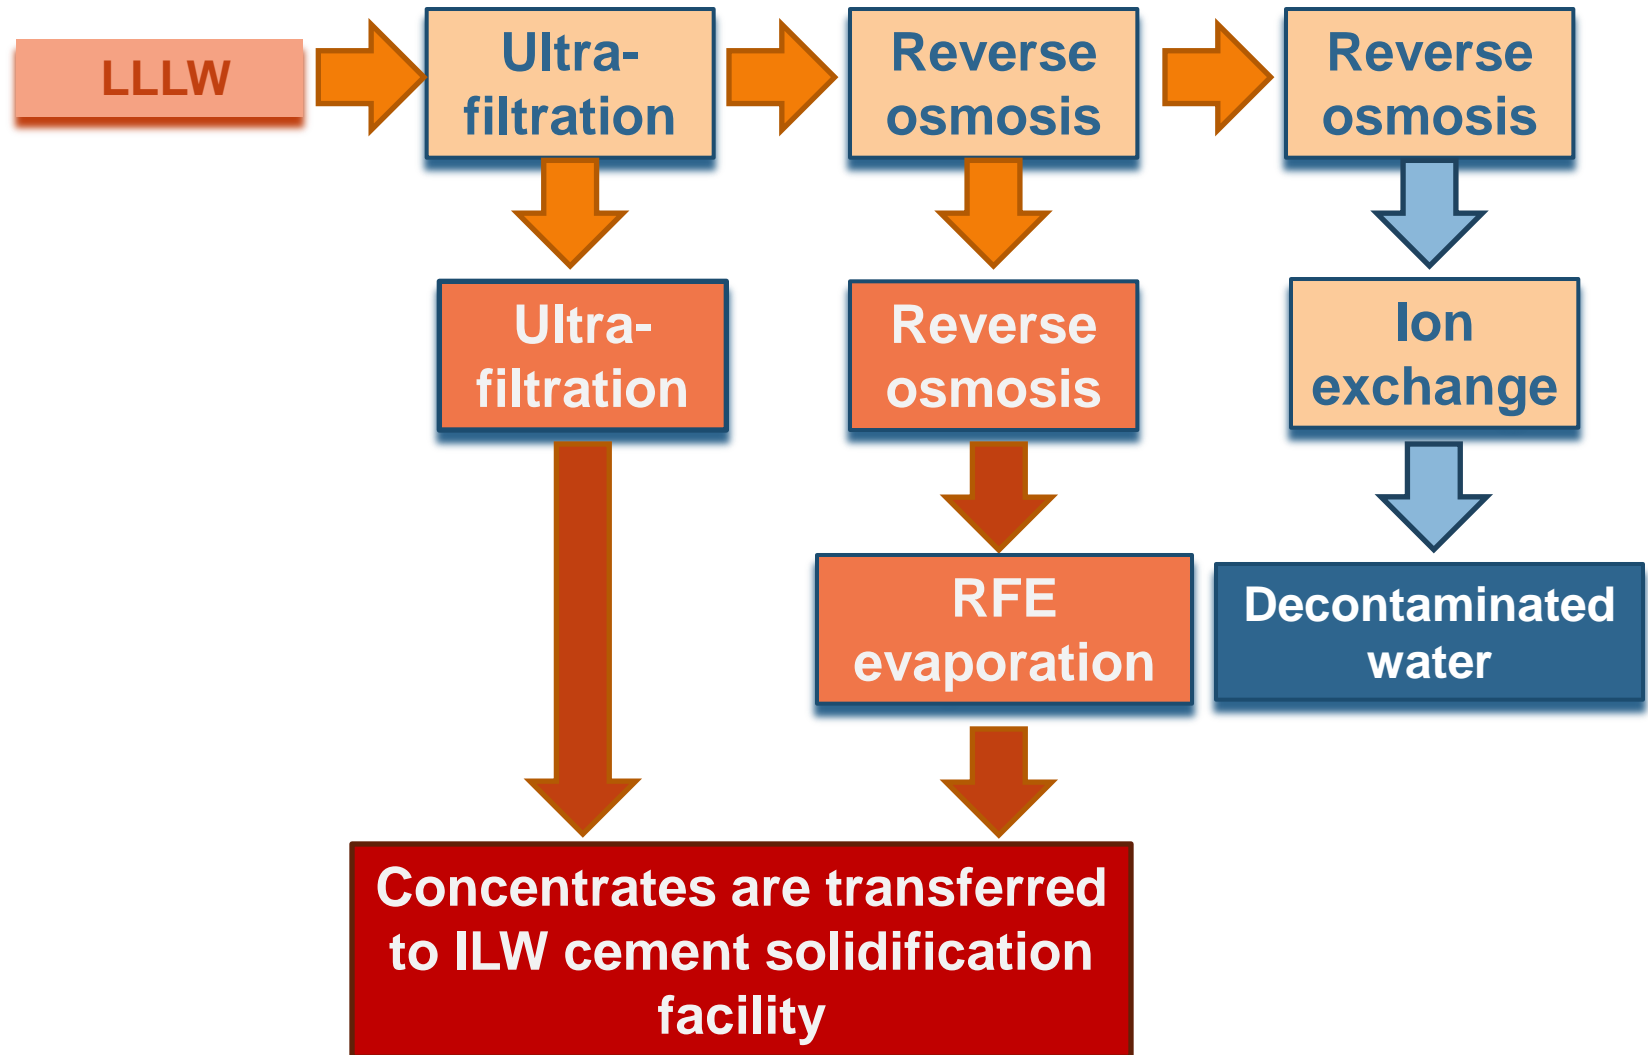 LLLW
Ultra-
filtration
Reverse
osmosis
Reverse
osmosis
Ultra-
filtration
Reverse
osmosis
Ion
exchange
RFE
evaporation
Decontaminated
water
Concentrates are transferred
to ILW cement solidification
facility